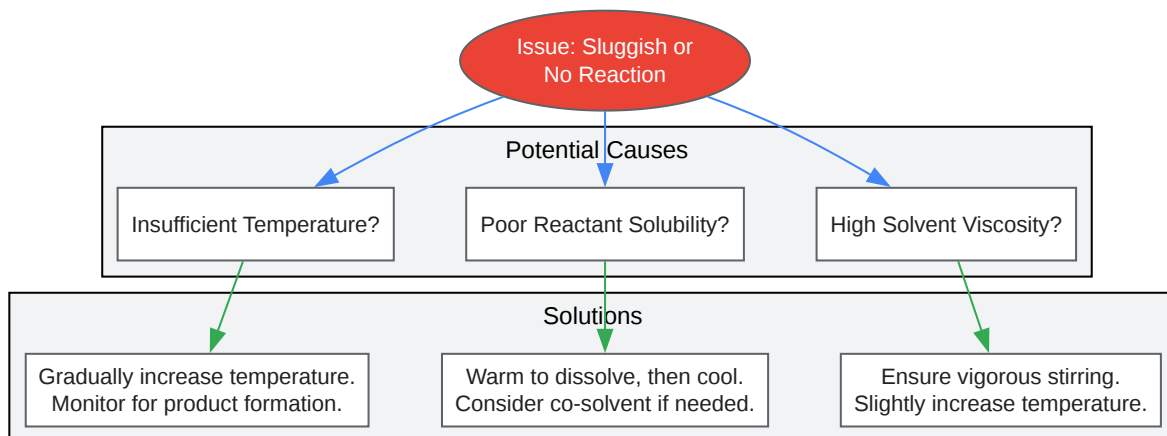 Issue: Sluggish or
No Reaction
Potential Causes
Insufficient Temperature?
Poor Reactant Solubility?
High Solvent Viscosity?
Solutions
Gradually increase temperature.
Monitor for product formation.
Warm to dissolve, then cool.
Consider co-solvent if needed.
Ensure vigorous stirring.
Slightly increase temperature.